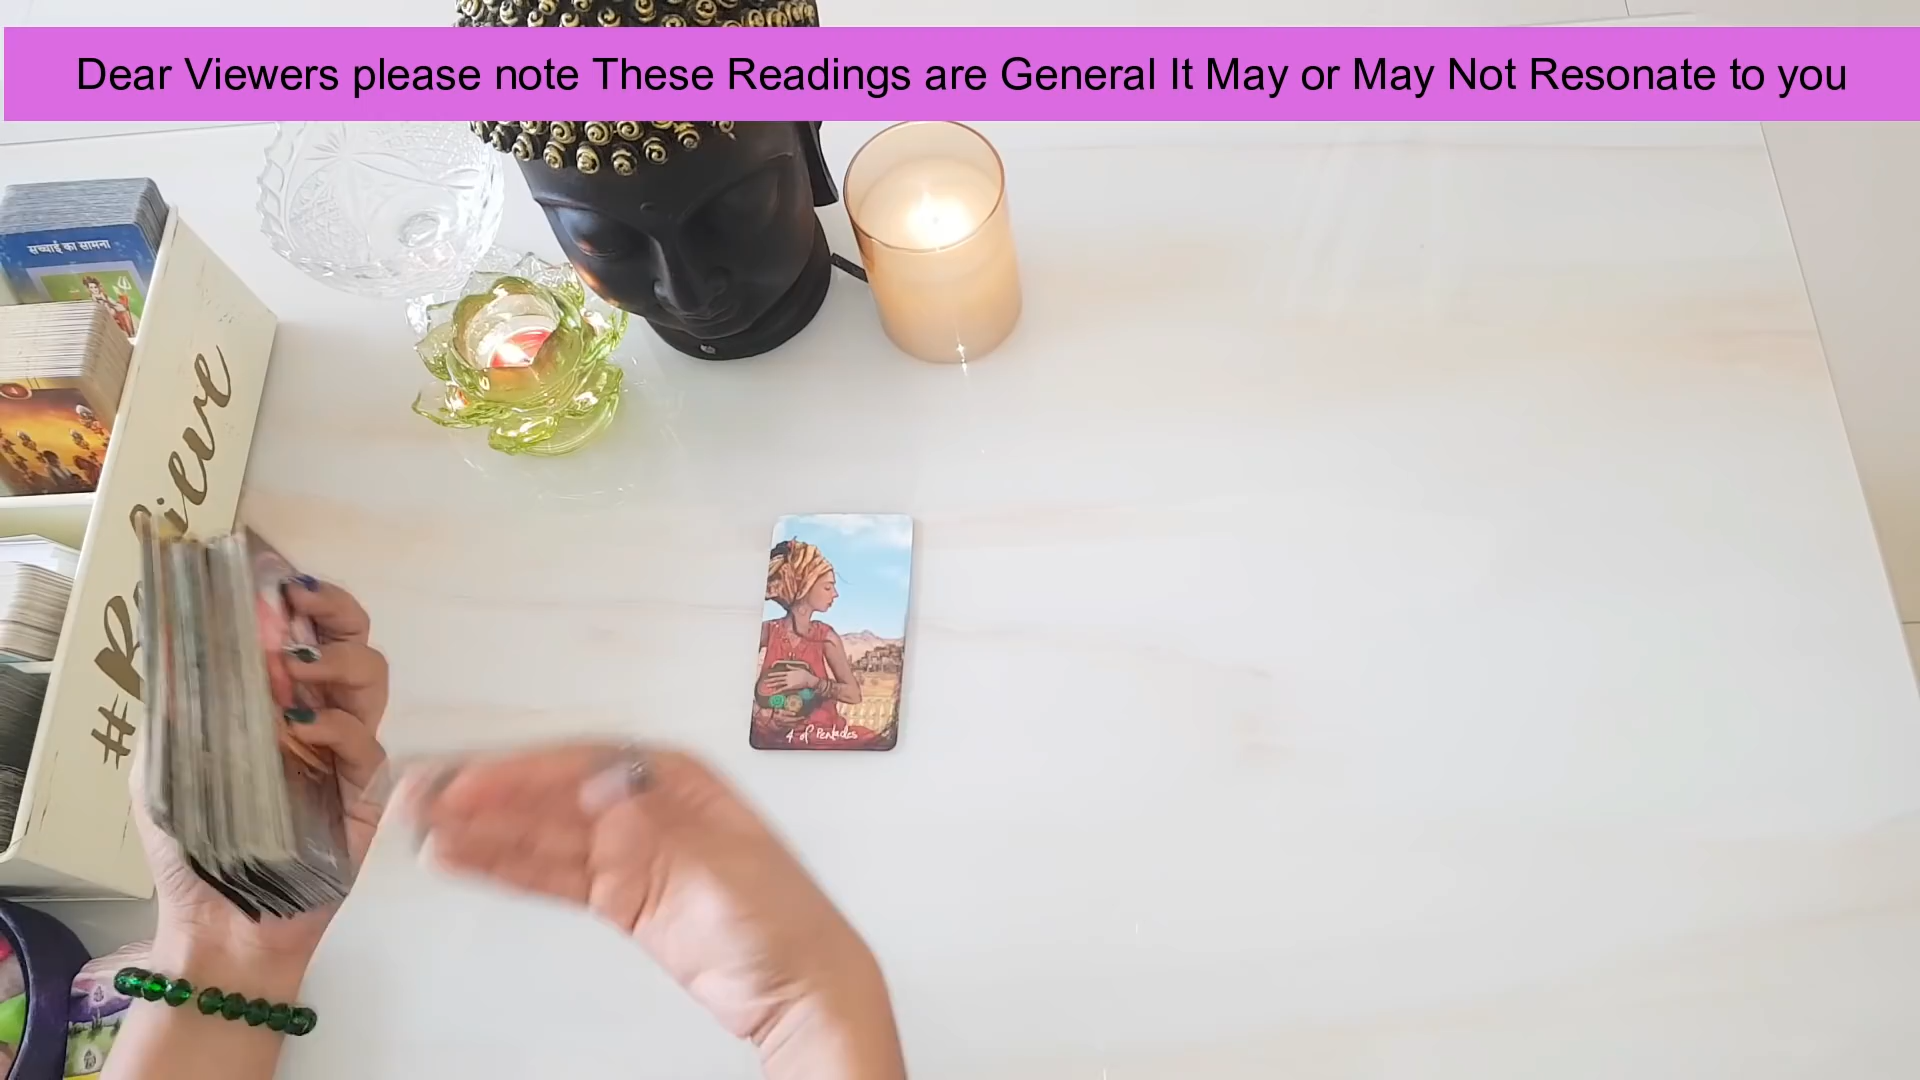 Dear Viewers please note These Readings are General It May or May Not Resonate to you
सच्चाई का सामना
#Believe
4 of Pentacles